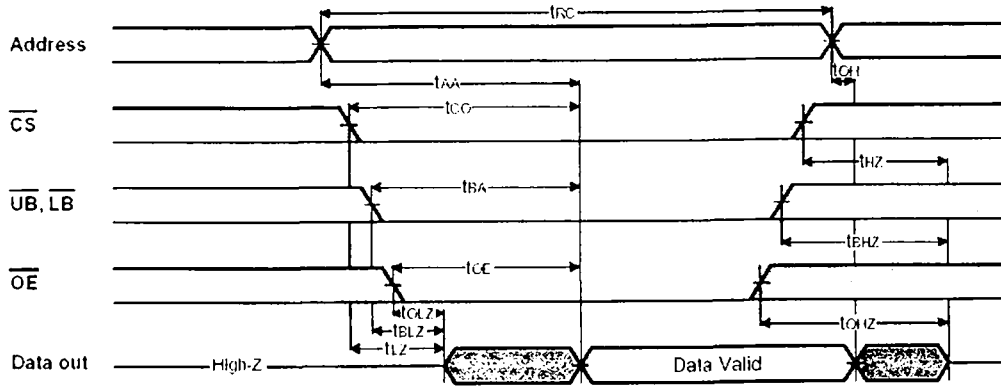 tRC
Address
tOH
tAA
tCO
CS
tHZ
tBA
UB, LB
tBHZ
tOE
OE
tOLZ
tBLZ
tOHZ
tLZ
Data out
High-Z
Data Valid